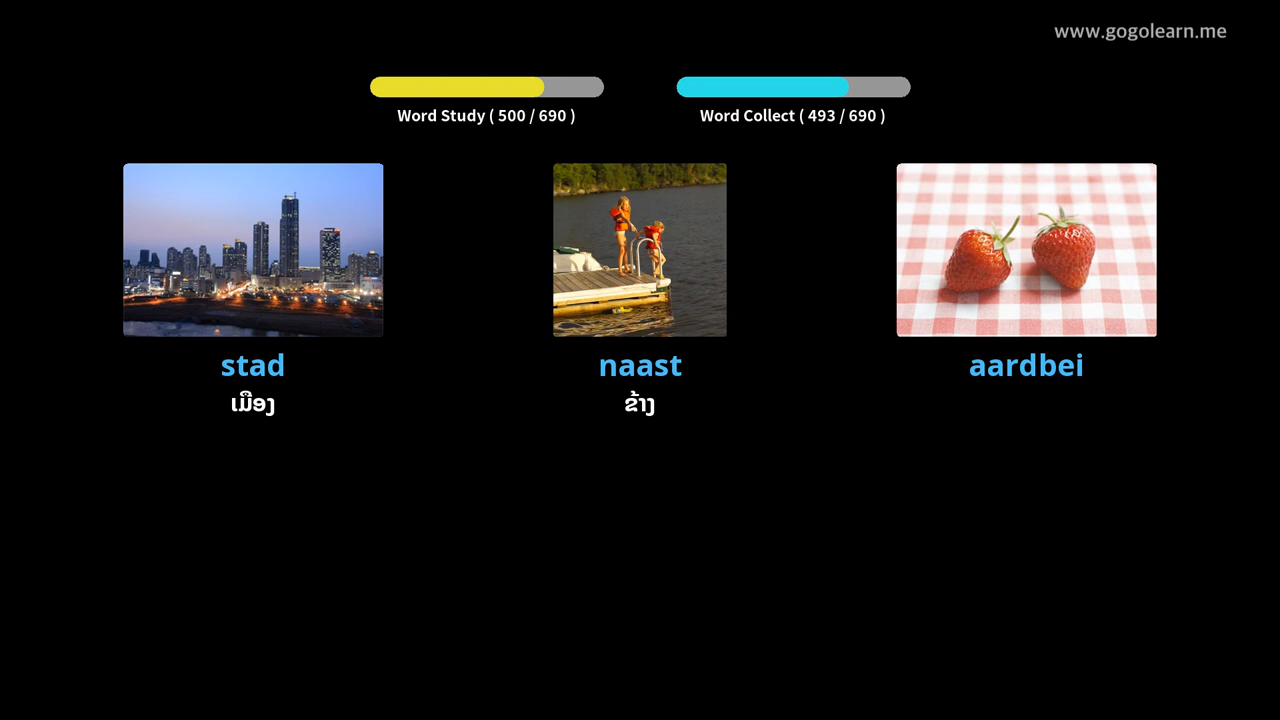 www.gogolearn.me
Word Study ( 500 / 690 )
Word Collect ( 493 / 690 )
stad
naast
aardbei
ເມືອງ
ຂ້າງ